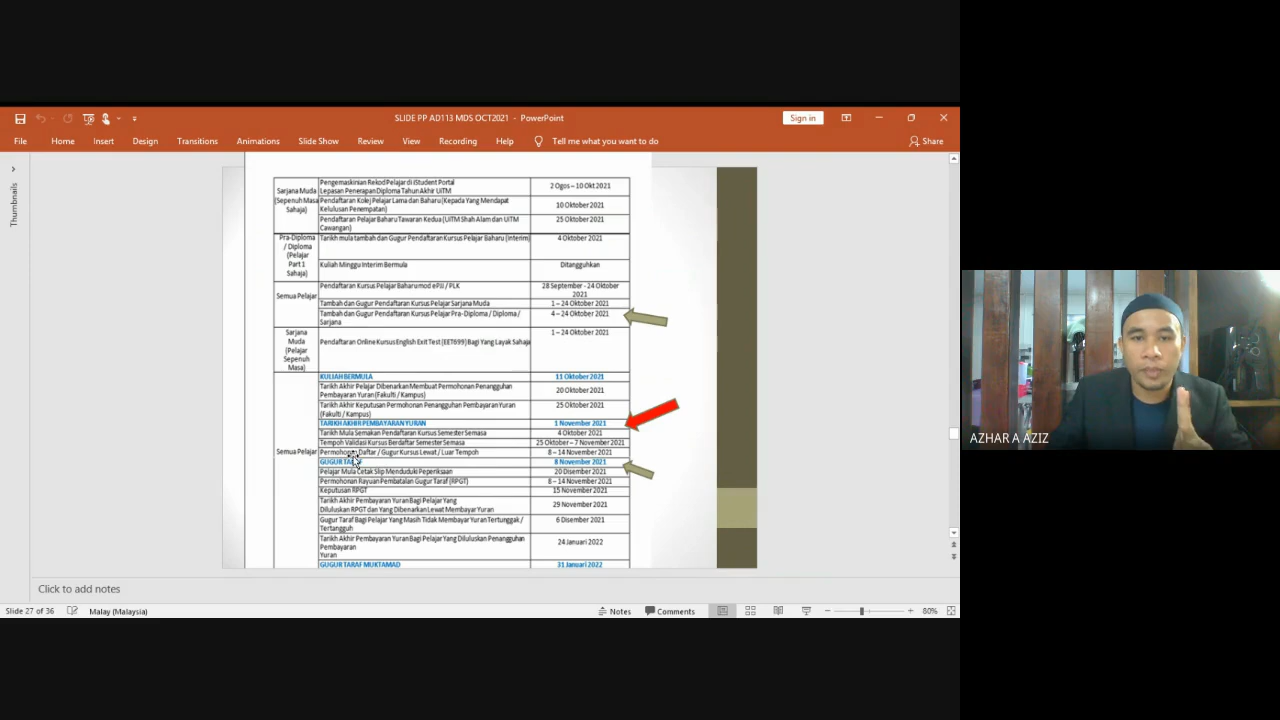 SLIDE PP AD113 MDS OCT2021 - PowerPoint
Sign in
File Home Insert Design Transitions Animations Slide Show Review View Recording Help Tell me what you want to do
Share
Thumbnails
Sarjana Muda
(Sepenuh Masa
Sahaja)
Pengemaskinian Rekod Pelajar di iStudent Portal
Lepasan Penerapan Diploma Tahun Akhir UiTM
2 Ogos – 10 Okt 2021
Pendaftaran Kolej Pelajar Lama dan Baharu (Kepada Yang Mendapat
Kelulusan Penempatan)
10 Oktober 2021
Pendaftaran Pelajar Baharu Tawaran Kedua (UiTM Shah Alam dan UiTM
Cawangan)
25 Oktober 2021
Pra-Diploma
/ Diploma
(Pelajar
Part 1
Sahaja)
Tarikh mula tambah dan Gugur Pendaftaran Kursus Pelajar Baharu (interim)
4 Oktober 2021
Kuliah Minggu Interim Bermula
Ditangguhkan
Semua Pelajar
Pendaftaran Kursus Pelajar Baharu mod ePJJ / PLK
28 September - 24 Oktober
2021
Tambah dan Gugur Pendaftaran Kursus Pelajar Sarjana Muda
1 – 24 Oktober 2021
Tambah dan Gugur Pendaftaran Kursus Pelajar Pra- Diploma / Diploma /
Sarjana
4 – 24 Oktober 2021
Sarjana
Muda
(Pelajar
Sepenuh
Masa)
Pendaftaran Online Kursus English Exit Test (EET699) Bagi Yang Layak Sahaja
1 – 24 Oktober 2021
Semua Pelajar
KULIAH BERMULA
11 Oktober 2021
Tarikh Akhir Pelajar Dibenarkan Membuat Permohonan Penangguhan
Pembayaran Yuran (Fakulti / Kampus)
20 Oktober 2021
Tarikh Akhir Keputusan Permohonan Penangguhan Pembayaran Yuran
(Fakulti / Kampus)
25 Oktober 2021
TARIKH AKHIR PEMBAYARAN YURAN
1 November 2021
Tarikh Mula Semakan Pendaftaran Kursus Semester Semasa
4 Oktober 2021
Tempoh Validasi Kursus Berdaftar Semester Semasa
25 Oktober – 7 November 2021
Permohonan Daftar / Gugur Kursus Lewat / Luar Tempoh
8 – 14 November 2021
GUGUR
8 November 2021
Pelajar Mula Cetak Slip Menduduki Peperiksaan
20 Disember 2021
Permohonan Rayuan Pembatalan Gugur Taraf (RPGT)
8 – 14 November 2021
Keputusan RPGT
15 November 2021
Tarikh Akhir Pembayaran Yuran Bagi Pelajar Yang
Diluluskan RPGT dan Yang Dibenarkan Lewat Membayar Yuran
29 November 2021
Gugur Taraf Bagi Pelajar Yang Masih Tidak Membayar Yuran Tertunggak /
Tertangguh
6 Disember 2021
Tarikh Akhir Pembayaran Yuran Bagi Pelajar Yang Diluluskan Penangguhan
Pembayaran
Yuran
24 Januari 2022
GUGUR TARAF MUKTAMAD
31 Januari 2022
Click to add notes
Slide 27 of 36
Malay (Malaysia)
Notes
Comments
80%
AZHAR A AZIZ